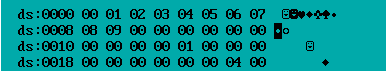 ds:0000 00 01 02 03 04 05 06 07 ☺☻♥♦♣♠•
ds:0008 08 09 00 00 00 00 00 00 ◘○
ds:0010 00 00 00 00 01 00 00 00 ☺
ds:0018 00 00 00 00 00 00 04 00 ♦